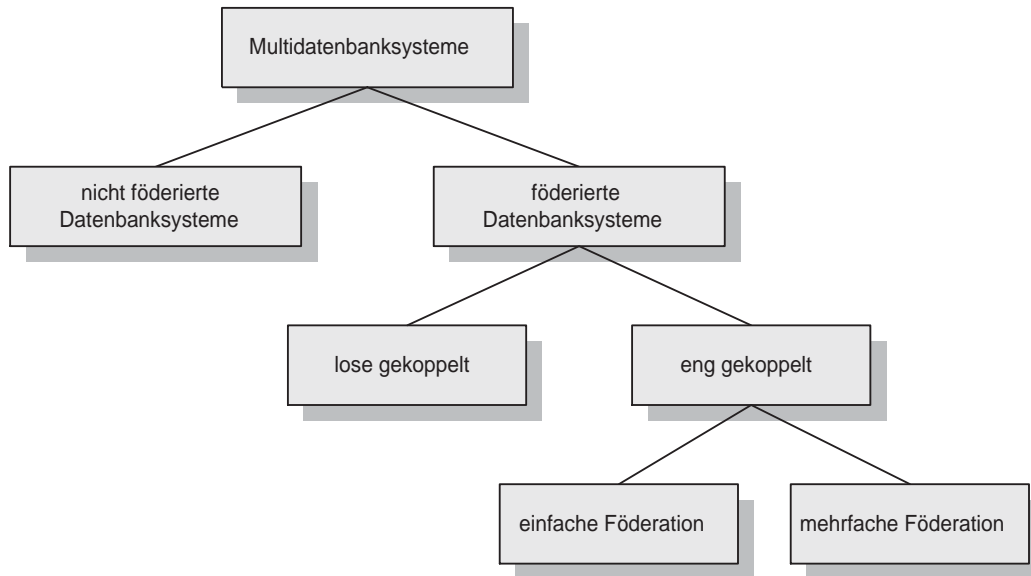 Multidatenbanksysteme
nicht föderierte
Datenbanksysteme
föderierte
Datenbanksysteme
lose gekoppelt
eng gekoppelt
einfache Föderation
mehrfache Föderation